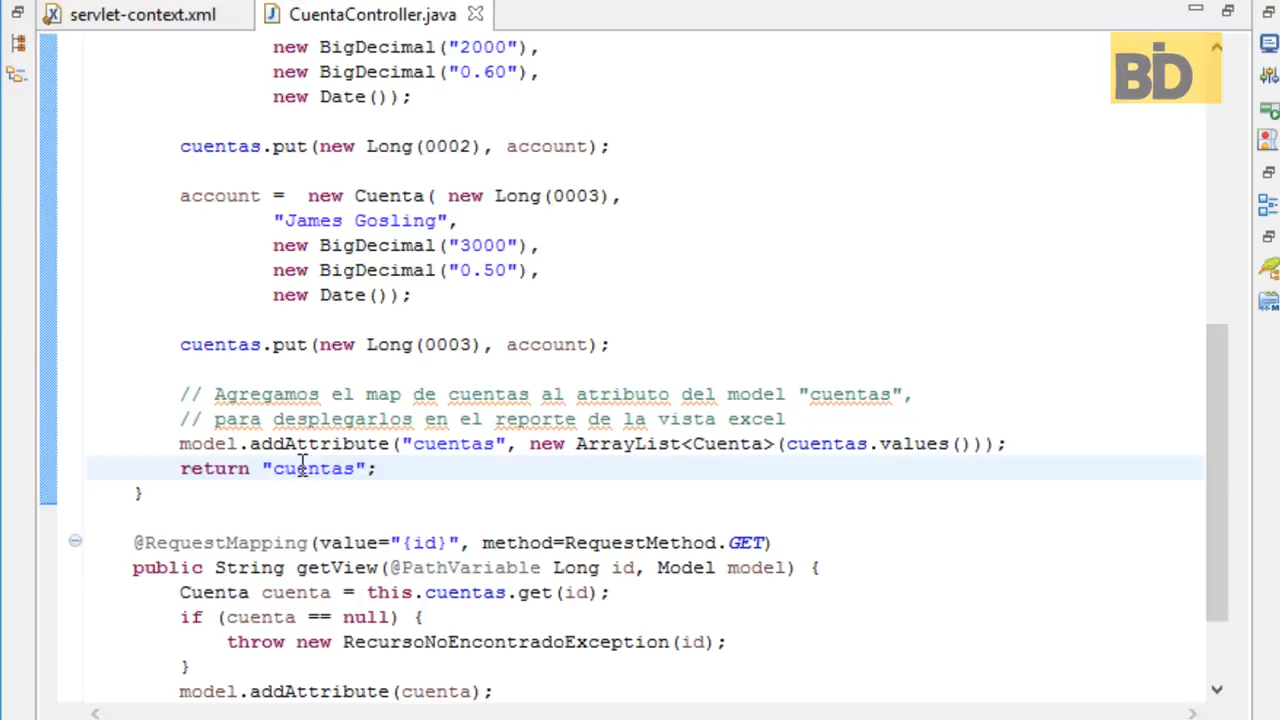 servlet-context.xml
CuentaController.java
BD
new BigDecimal("2000"),
new BigDecimal("0.60"),
new Date());
cuentas.put(new Long(0002), account);
account =  new Cuenta( new Long(0003),
"James Gosling",
new BigDecimal("3000"),
new BigDecimal("0.50"),
new Date());
cuentas.put(new Long(0003), account);
// Agregamos el map de cuentas al atributo del model "cuentas",
// para desplegarlos en el reporte de la vista excel
model.addAttribute("cuentas", new ArrayList<Cuenta>(cuentas.values()));
return "cuentas";
}
@RequestMapping(value="{id}", method=RequestMethod.GET)
public String getView(@PathVariable Long id, Model model) {
Cuenta cuenta = this.cuentas.get(id);
if (cuenta == null) {
throw new RecursoNoEncontradoException(id);
}
model.addAttribute(cuenta);